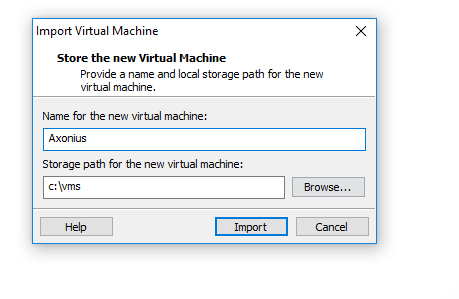 Import Virtual Machine
Store the new Virtual Machine
Provide a name and local storage path for the new
virtual machine.
Name for the new virtual machine:
Axonius
Storage path for the new virtual machine:
c:\vms
Browse...
Help
Import
Cancel